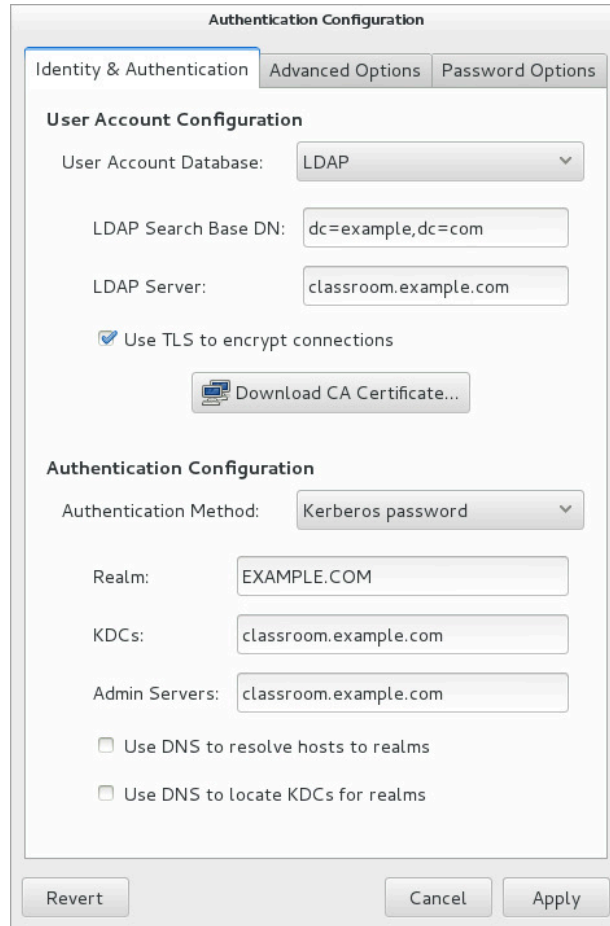 Authentication Configuration
Identity & Authentication
Advanced Options
Password Options
User Account Configuration
User Account Database: LDAP
LDAP Search Base DN: dc=example,dc=com
LDAP Server: classroom.example.com
Use TLS to encrypt connections
Download CA Certificate...
Authentication Configuration
Authentication Method: Kerberos password
Realm: EXAMPLE.COM
KDCs: classroom.example.com
Admin Servers: classroom.example.com
Use DNS to resolve hosts to realms
Use DNS to locate KDCs for realms
Revert
Cancel
Apply